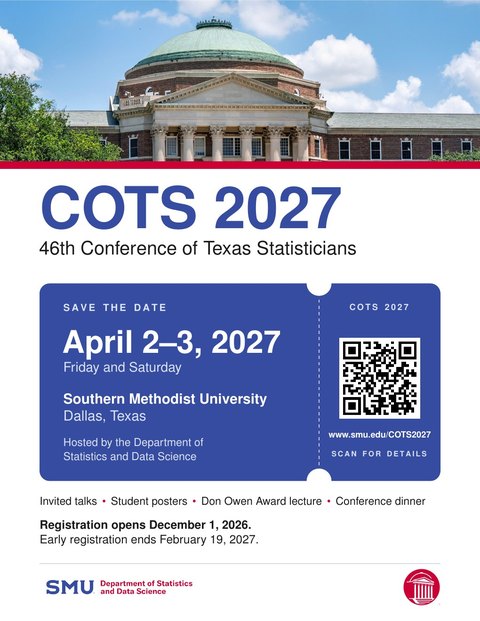 COTS 2027
46th Conference of Texas Statisticians
SAVE THE DATE
April 2–3, 2027
Friday and Saturday
Southern Methodist University
Dallas, Texas
Hosted by the Department of
Statistics and Data Science
COTS 2027
www.smu.edu/COTS2027
SCAN FOR DETAILS
Invited talks • Student posters • Don Owen Award lecture • Conference dinner
Registration opens December 1, 2026.
Early registration ends February 19, 2027.
SMU Department of Statistics
and Data Science